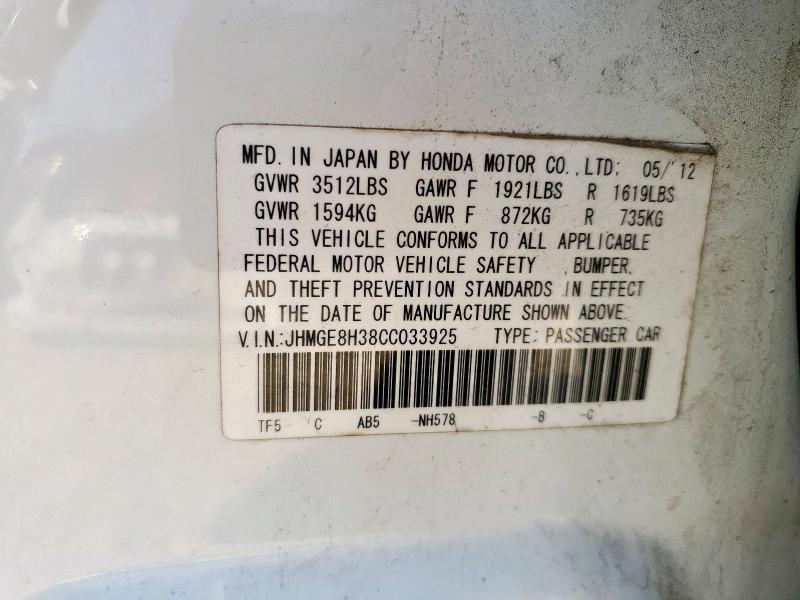 MFD. IN JAPAN BY HONDA MOTOR CO., LTD: 05/'12
GVWR 3512LBS GAWR F 1921LBS R 1619LBS
GVWR 1594KG GAWR F 872KG R 735KG
THIS VEHICLE CONFORMS TO ALL APPLICABLE
FEDERAL MOTOR VEHICLE SAFETY , BUMPER,
AND THEFT PREVENTION STANDARDS IN EFFECT
ON THE DATE OF MANUFACTURE SHOWN ABOVE.
V.I.N.:JHMGE8H38CC033925 TYPE: PASSENGER CAR
TF5 C AB5 -NH578 -B -C